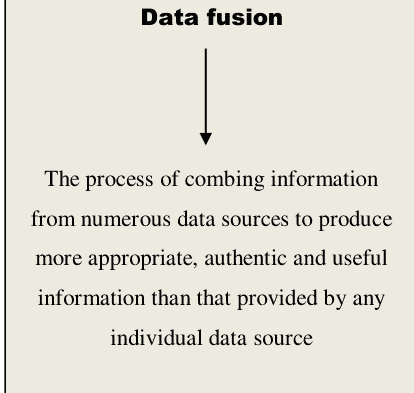 Data fusion
The process of combing information
from numerous data sources to produce
more appropriate, authentic and useful
information than that provided by any
individual data source